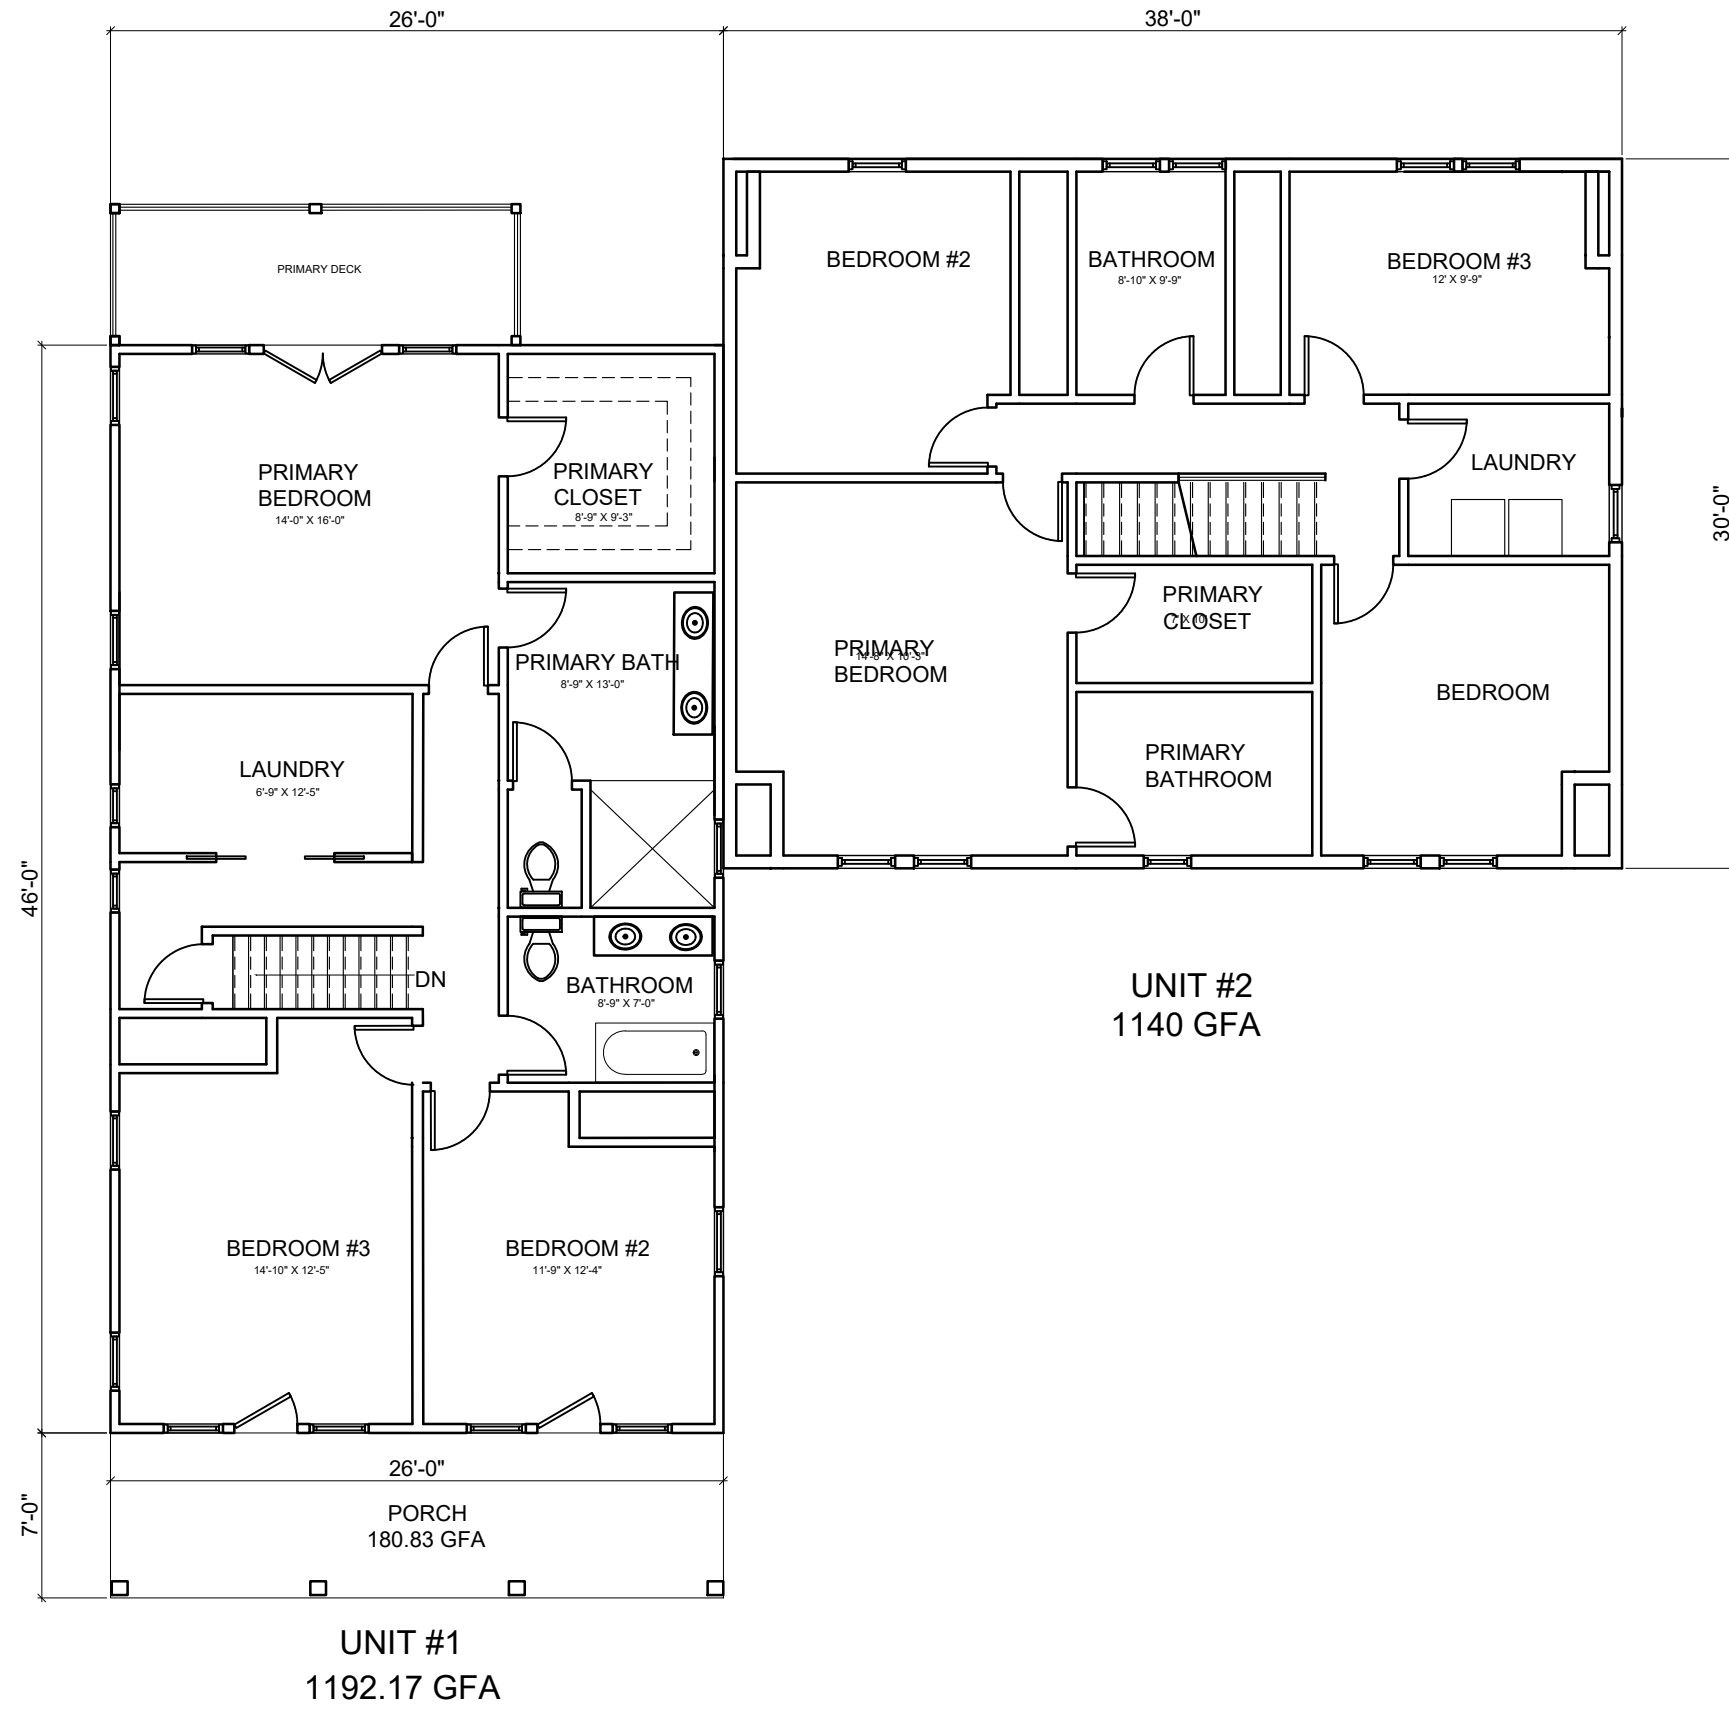 26'-0"
38'-0"
PRIMARY DECK
BEDROOM #2
BATHROOM
8'-10" X 9'-9"
BEDROOM #3
12' X 9'-9"
LAUNDRY
30'-0"
PRIMARY
BEDROOM
14'-0" X 16'-0"
PRIMARY
CLOSET
8'-9" X 9'-3"
PRIMARY
CLOSET
PRIMARY
BEDROOM
BEDROOM
PRIMARY BATH
8'-9" X 13'-0"
PRIMARY
BATHROOM
LAUNDRY
6'-9" X 12'-5"
46'-0"
DN
BATHROOM
8'-9" X 7'-0"
UNIT #2
1140 GFA
BEDROOM #3
14'-10" X 12'-5"
BEDROOM #2
11'-9" X 12'-4"
26'-0"
7'-0"
PORCH
180.83 GFA
UNIT #1
1192.17 GFA